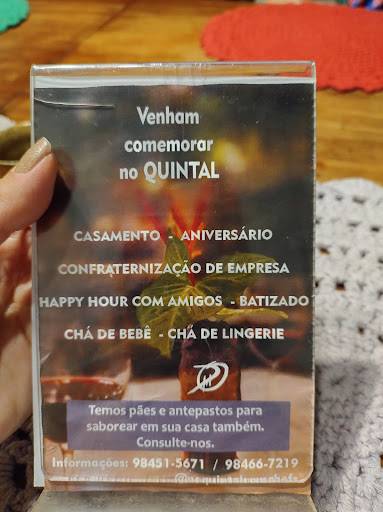 Venham
comemorar
no QUINTAL
CASAMENTO - ANIVERSÁRIO
CONFRATERNIZAÇÃO DE EMPRESA
HAPPY HOUR COM AMIGOS - BATIZADO
CHÁ DE BEBÊ - CHÁ DE LINGERIE
Temos pães e antepastos para
saborear em sua casa também.
Consulte-nos.
Informações: 98451-5671 / 98466-7219